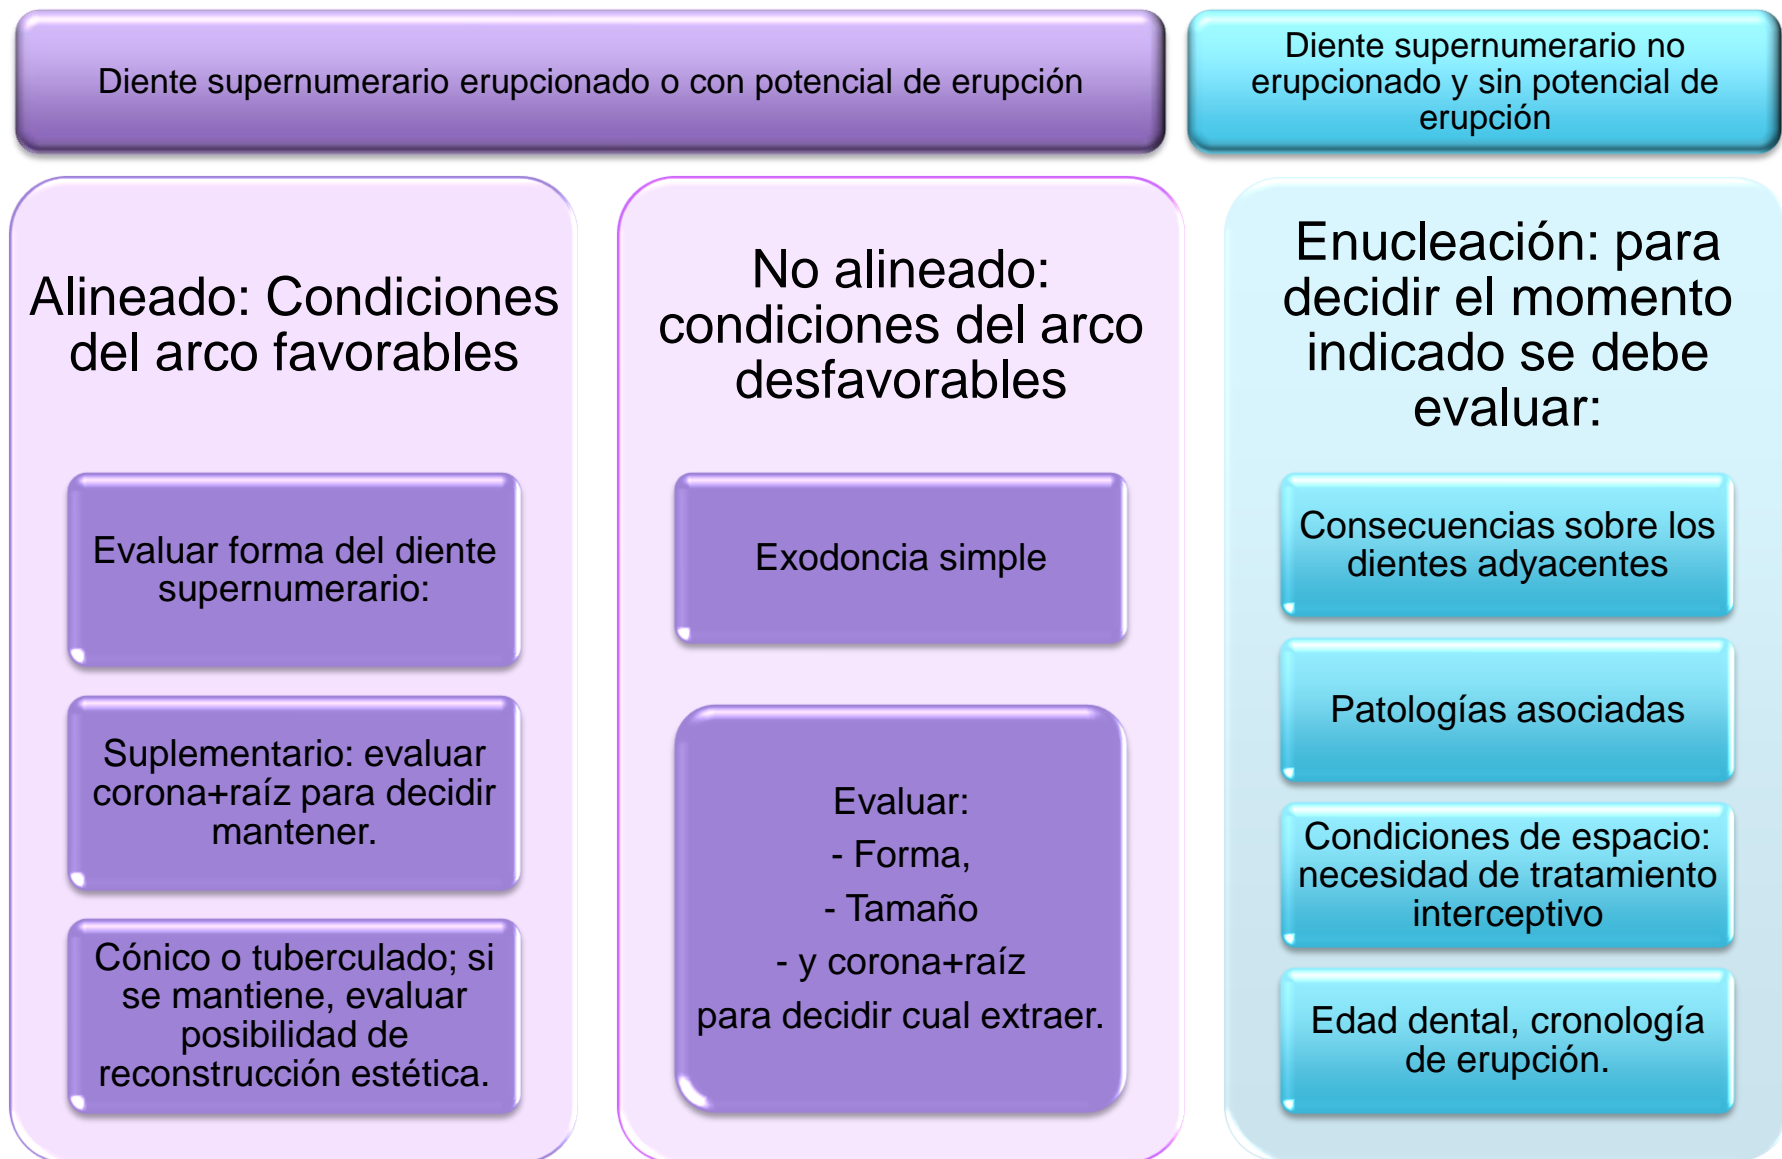 Diente supernumerario erupcionado o con potencial de erupción
Diente supernumerario no
erupcionado y sin potencial de
erupción
Alineado: Condiciones
del arco favorables
Evaluar forma del diente
supernumerario:
Suplementario: evaluar
corona+raíz para decidir
mantener.
Cónico o tuberculado; si
se mantiene, evaluar
posibilidad de
reconstrucción estética.
No alineado:
condiciones del arco
desfavorables
Exodoncia simple
Evaluar:
- Forma,
- Tamaño
- y corona+raíz
para decidir cual extraer.
Enucleación: para
decidir el momento
indicado se debe
evaluar:
Consecuencias sobre los
dientes adyacentes
Patologías asociadas
Condiciones de espacio:
necesidad de tratamiento
interceptivo
Edad dental, cronología
de erupción.